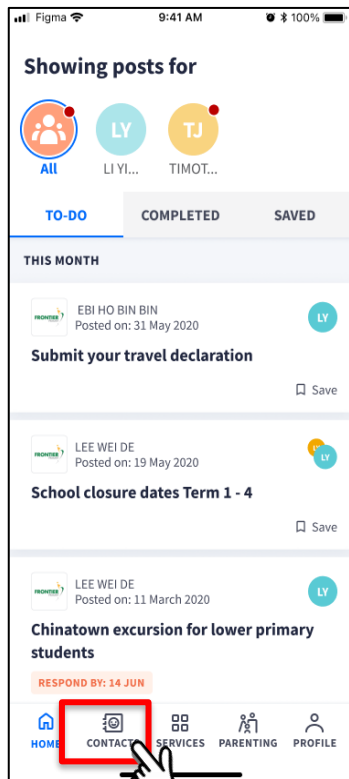 Figma 9:41 AM 100%
Showing posts for
LY TJ
All LI YI... TIMOT...
TO-DO COMPLETED SAVED
THIS MONTH
FRONTIER EBI HO BIN BIN LY
Posted on: 31 May 2020
Submit your travel declaration
Save
FRONTIER LEE WEI DE LY
Posted on: 19 May 2020
School closure dates Term 1 - 4
Save
FRONTIER LEE WEI DE LY
Posted on: 11 March 2020
Chinatown excursion for lower primary
students
RESPOND BY: 14 JUN
HOME CONTACTS SERVICES PARENTING PROFILE